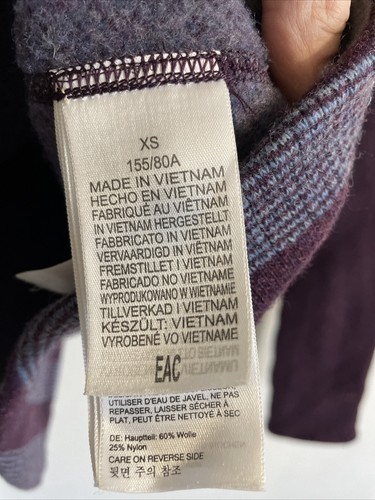 XS
155/80A
MADE IN VIETNAM
HECHO EN VIETNAM
FABRIQUÉ AU VIÊTNAM
IN VIETNAM HERGESTELLT
FABBRICATO IN VIETNAM
VERVAARDIGD IN VIETNAM
FREMSTILLET I VIETNAM
FABRICADO NO VIETNAME
WYPRODUKOWANO W WIETNAMIE
TILLVERKAD I VIETNAM
KÉSZÜLT: VIETNAM
VYROBENÉ VO VIETNAME
EAC
UTILISER D'EAU DE JAVEL, NE PAS
REPASSER, LAISSER SÉCHER À
PLAT, PEUT ÊTRE NETTOYÉ À SEC
DE: Hauptteil: 60% Wolle
25% Nylon
CARE ON REVERSE SIDE
뒷면 주의 참조